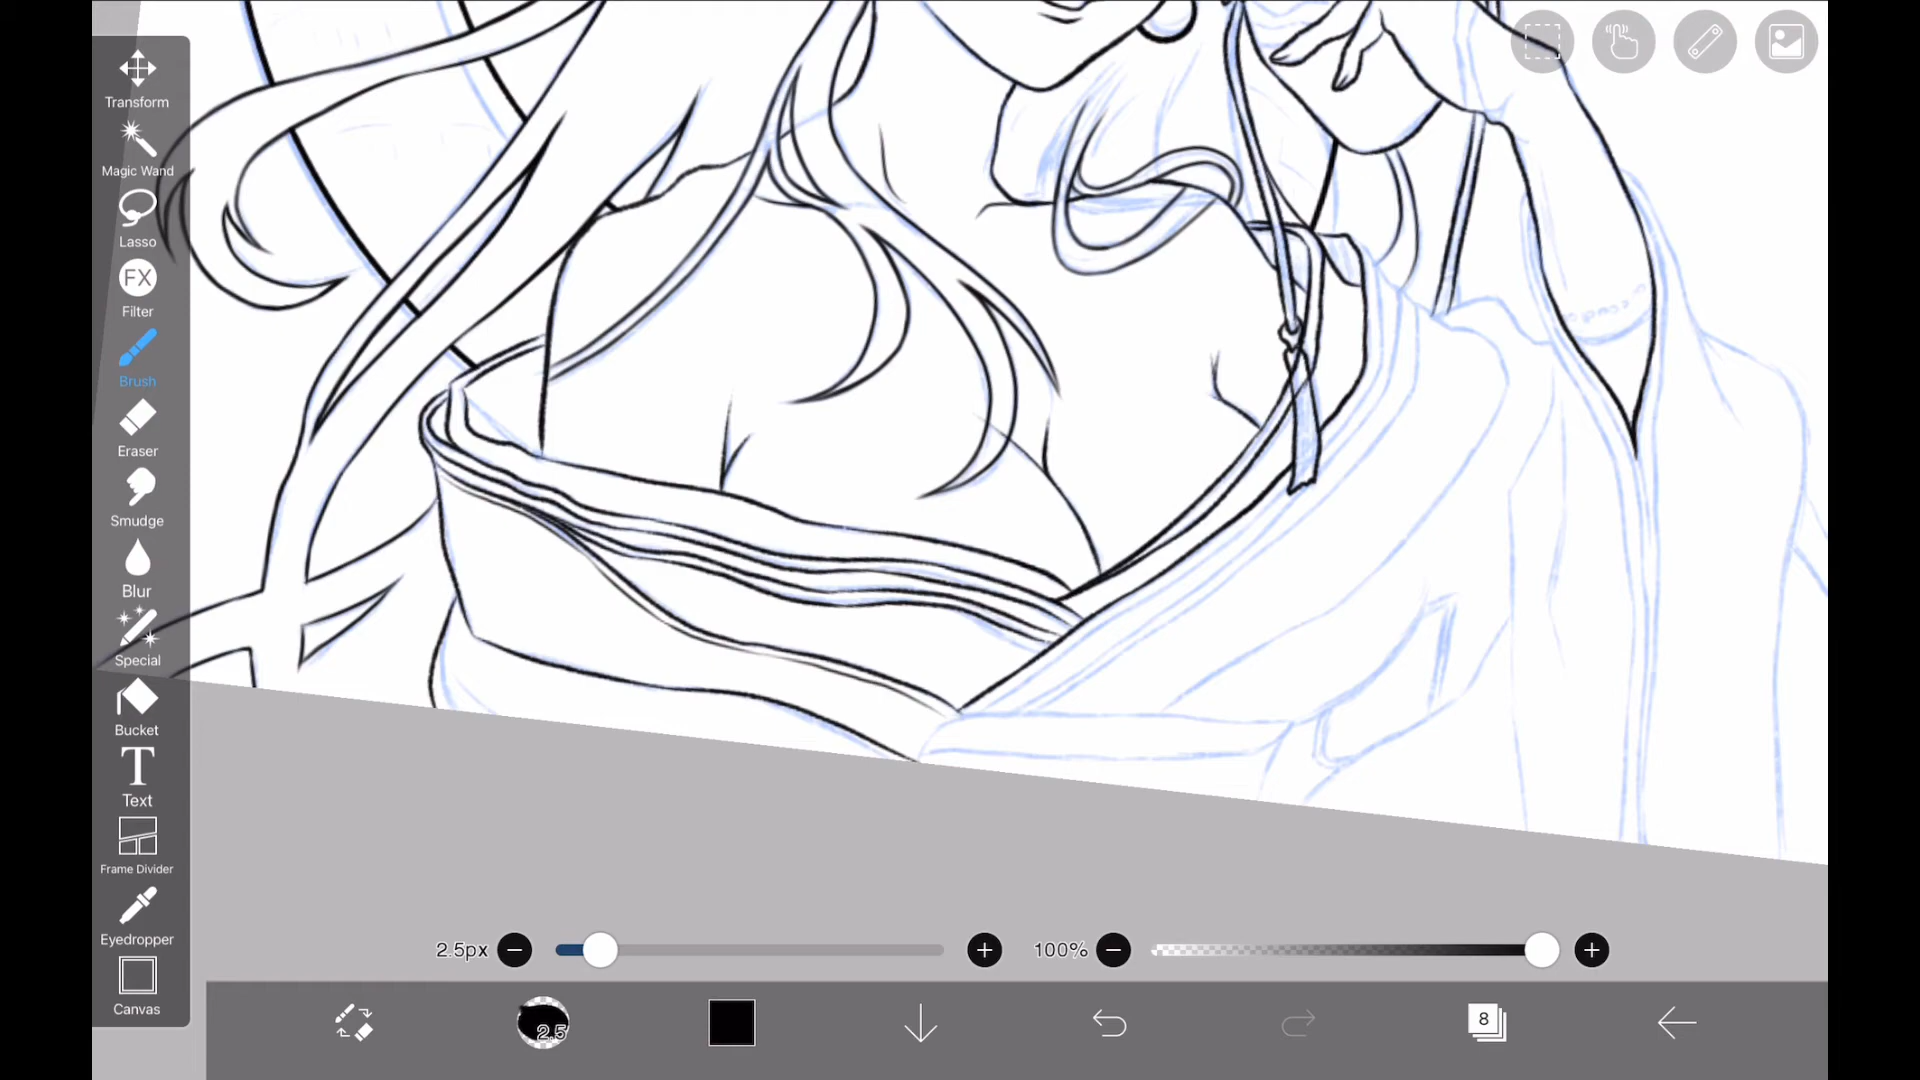 Transform
Magic Wand
Lasso
FX
Filter
Brush
Eraser
Smudge
Blur
Special
Bucket
T
Text
Frame Divider
Eyedropper
Canvas
2.5px
100%
2.5
8